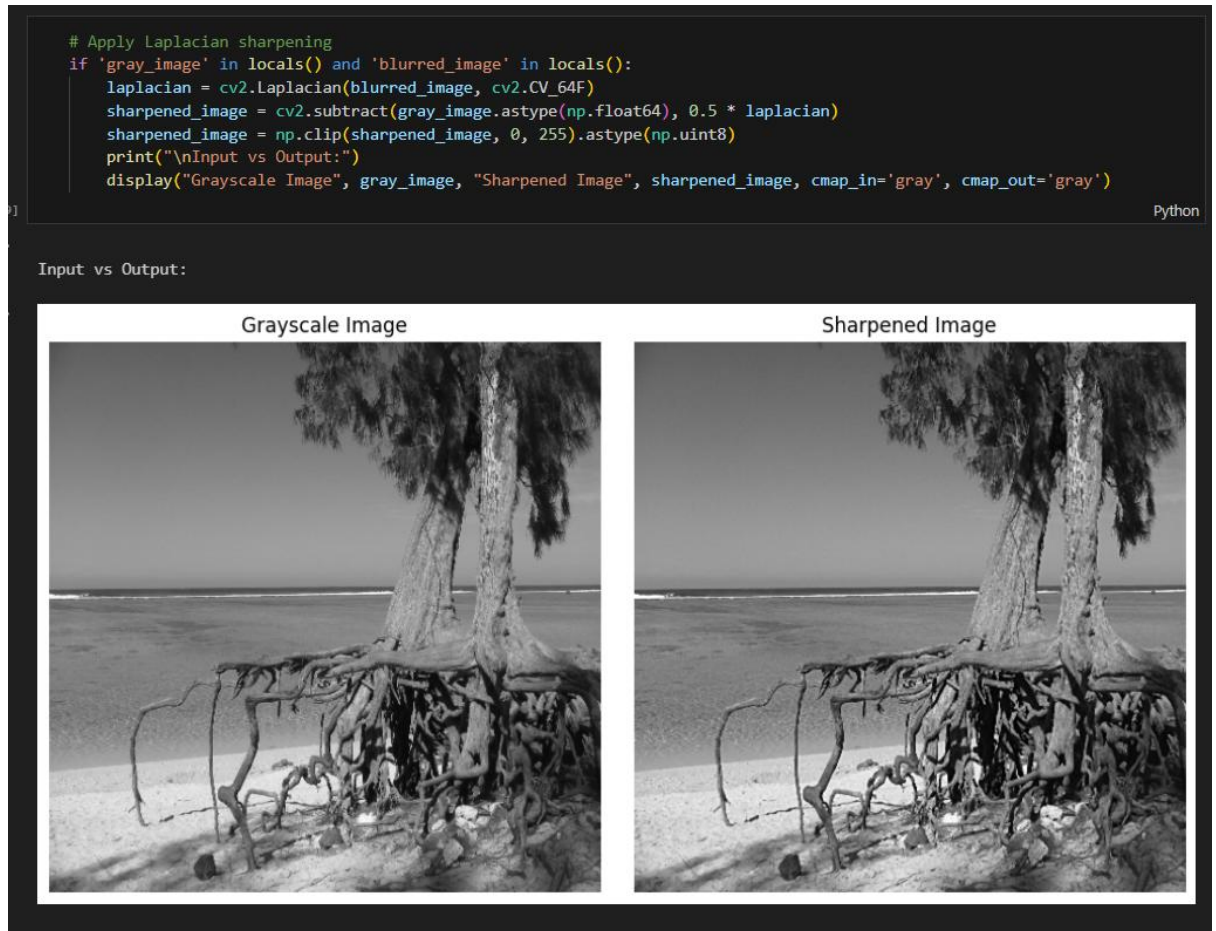 # Apply Laplacian sharpening
if 'gray_image' in locals() and 'blurred_image' in locals():
    laplacian = cv2.Laplacian(blurred_image, cv2.CV_64F)
    sharpened_image = cv2.subtract(gray_image.astype(np.float64), 0.5 * laplacian)
    sharpened_image = np.clip(sharpened_image, 0, 255).astype(np.uint8)
    print("\nInput vs Output:")
    display("Grayscale Image", gray_image, "Sharpened Image", sharpened_image, cmap_in='gray', cmap_out='gray')
Python
Input vs Output:
Grayscale Image
Sharpened Image